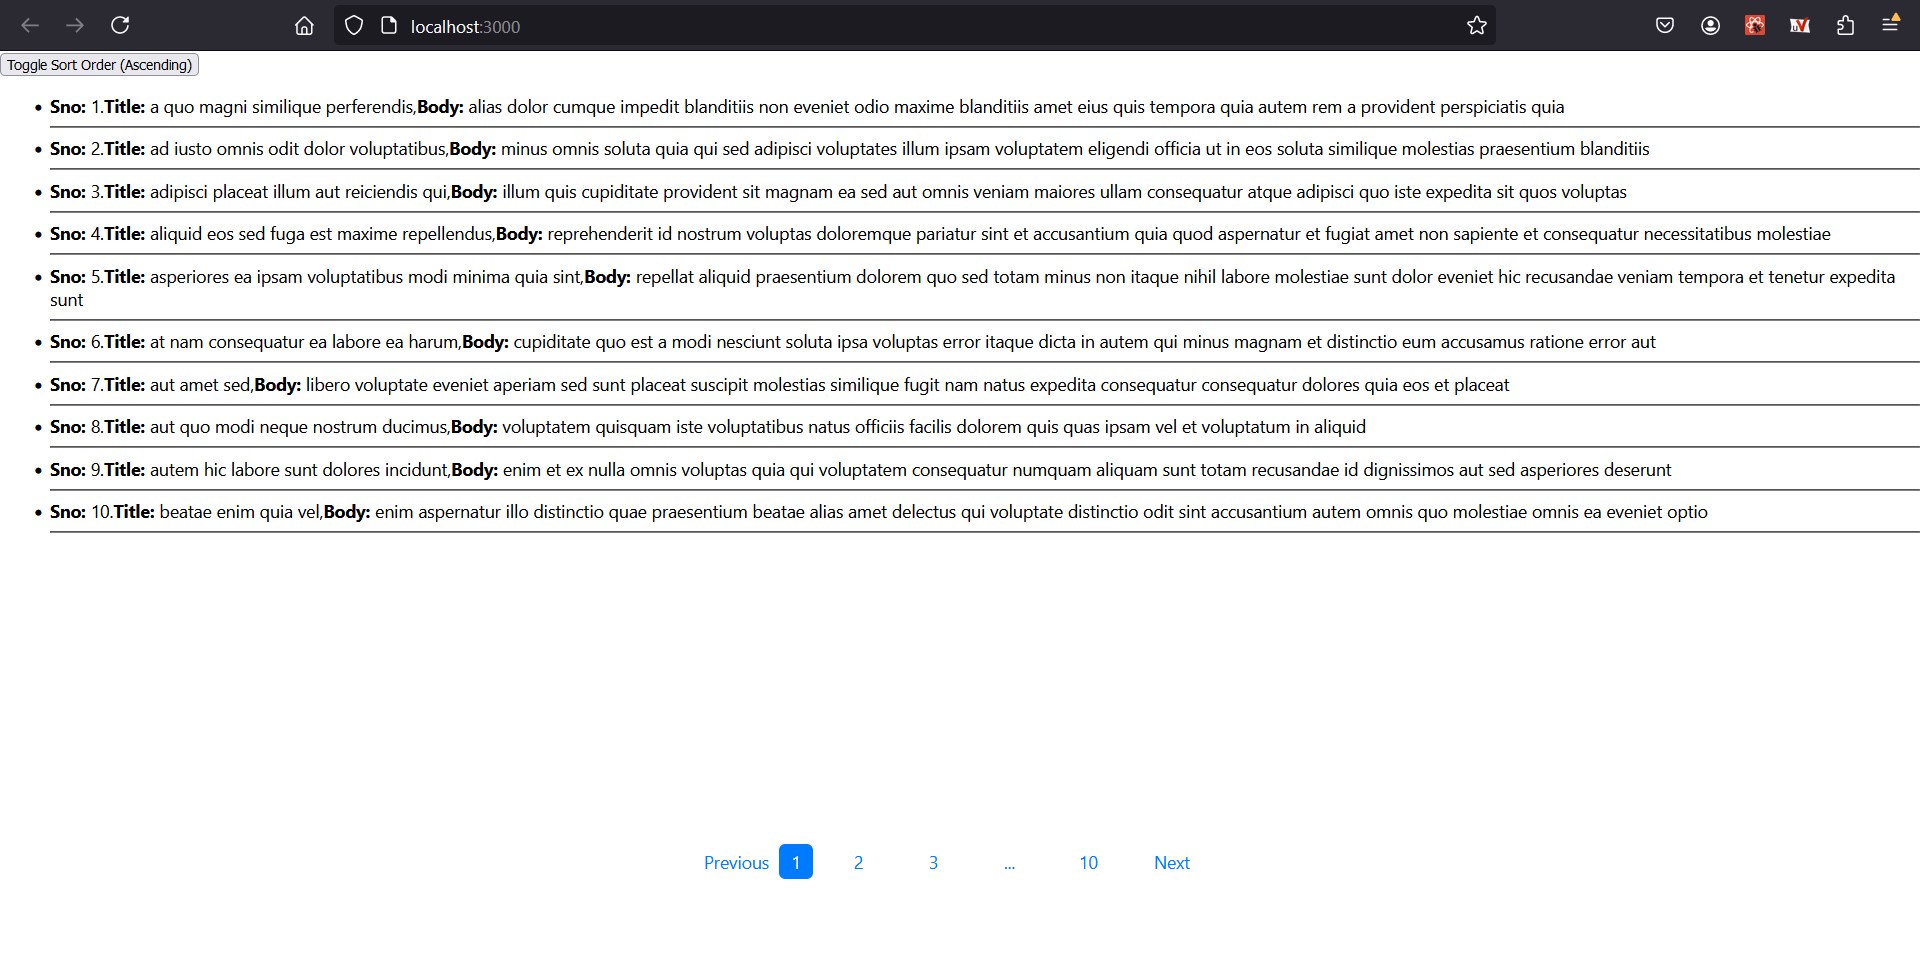 localhost:3000
Toggle Sort Order (Ascending)
• Sno: 1.Title: a quo magni similique perferendis,Body: alias dolor cumque impedit blanditiis non eveniet odio maxime blanditiis amet eius quis tempora quia autem rem a provident perspiciatis quia
• Sno: 2.Title: ad iusto omnis odit dolor voluptatibus,Body: minus omnis soluta quia qui sed adipisci voluptates illum ipsam voluptatem eligendi officia ut in eos soluta similique molestias praesentium blanditiis
• Sno: 3.Title: adipisci placeat illum aut reiciendis qui,Body: illum quis cupiditate provident sit magnam ea sed aut omnis veniam maiores ullam consequatur atque adipisci quo iste expedita sit quos voluptas
• Sno: 4.Title: aliquid eos sed fuga est maxime repellendus,Body: reprehenderit id nostrum voluptas doloremque pariatur sint et accusantium quia quod aspernatur et fugiat amet non sapiente et consequatur necessitatibus molestiae
• Sno: 5.Title: asperiores ea ipsam voluptatibus modi minima quia sint,Body: repellat aliquid praesentium dolorem quo sed totam minus non itaque nihil labore molestiae sunt dolor eveniet hic recusandae veniam tempora et tenetur expedita
sunt
• Sno: 6.Title: at nam consequatur ea labore ea harum,Body: cupiditate quo est a modi nesciunt soluta ipsa voluptas error itaque dicta in autem qui minus magnam et distinctio eum accusamus ratione error aut
• Sno: 7.Title: aut amet sed,Body: libero voluptate eveniet aperiam sed sunt placeat suscipit molestias similique fugit nam natus expedita consequatur consequatur dolores quia eos et placeat
• Sno: 8.Title: aut quo modi neque nostrum ducimus,Body: voluptatem quisquam iste voluptatibus natus officiis facilis dolorem quis quas ipsam vel et voluptatum in aliquid
• Sno: 9.Title: autem hic labore sunt dolores incidunt,Body: enim et ex nulla omnis voluptas quia qui voluptatem consequatur numquam aliquam sunt totam recusandae id dignissimos aut sed asperiores deserunt
• Sno: 10.Title: beatae enim quia vel,Body: enim aspernatur illo distinctio quae praesentium beatae alias amet delectus qui voluptate distinctio odit sint accusantium autem omnis quo molestiae omnis ea eveniet optio
Previous 1 2 3 ... 10 Next